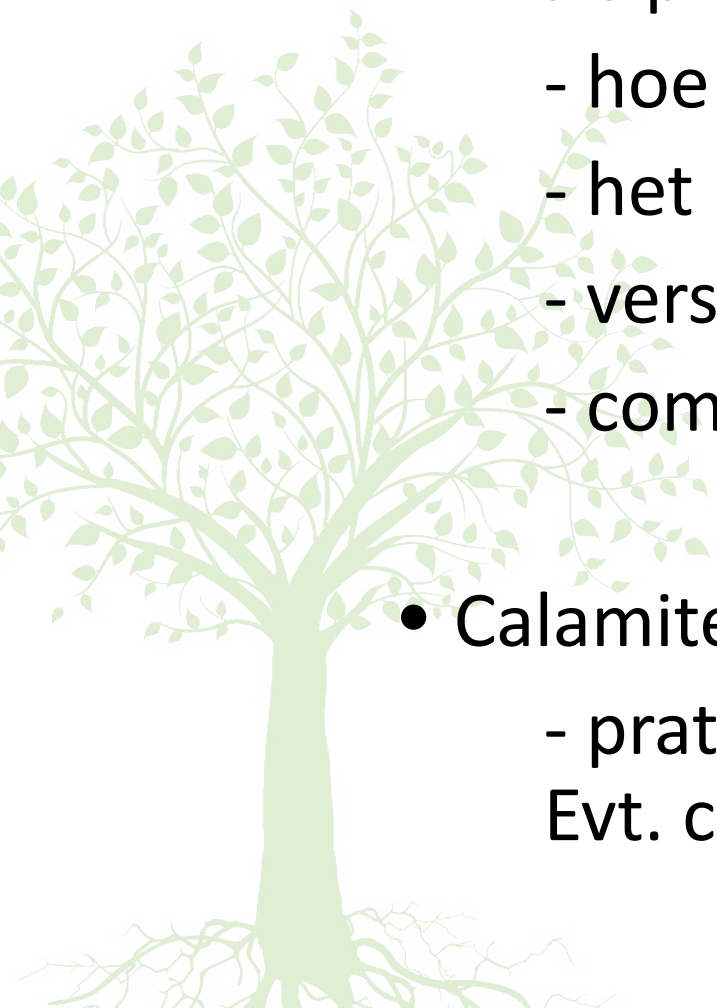 - hoe
- het
- vers
- com
• Calamite
- prat
Evt. c